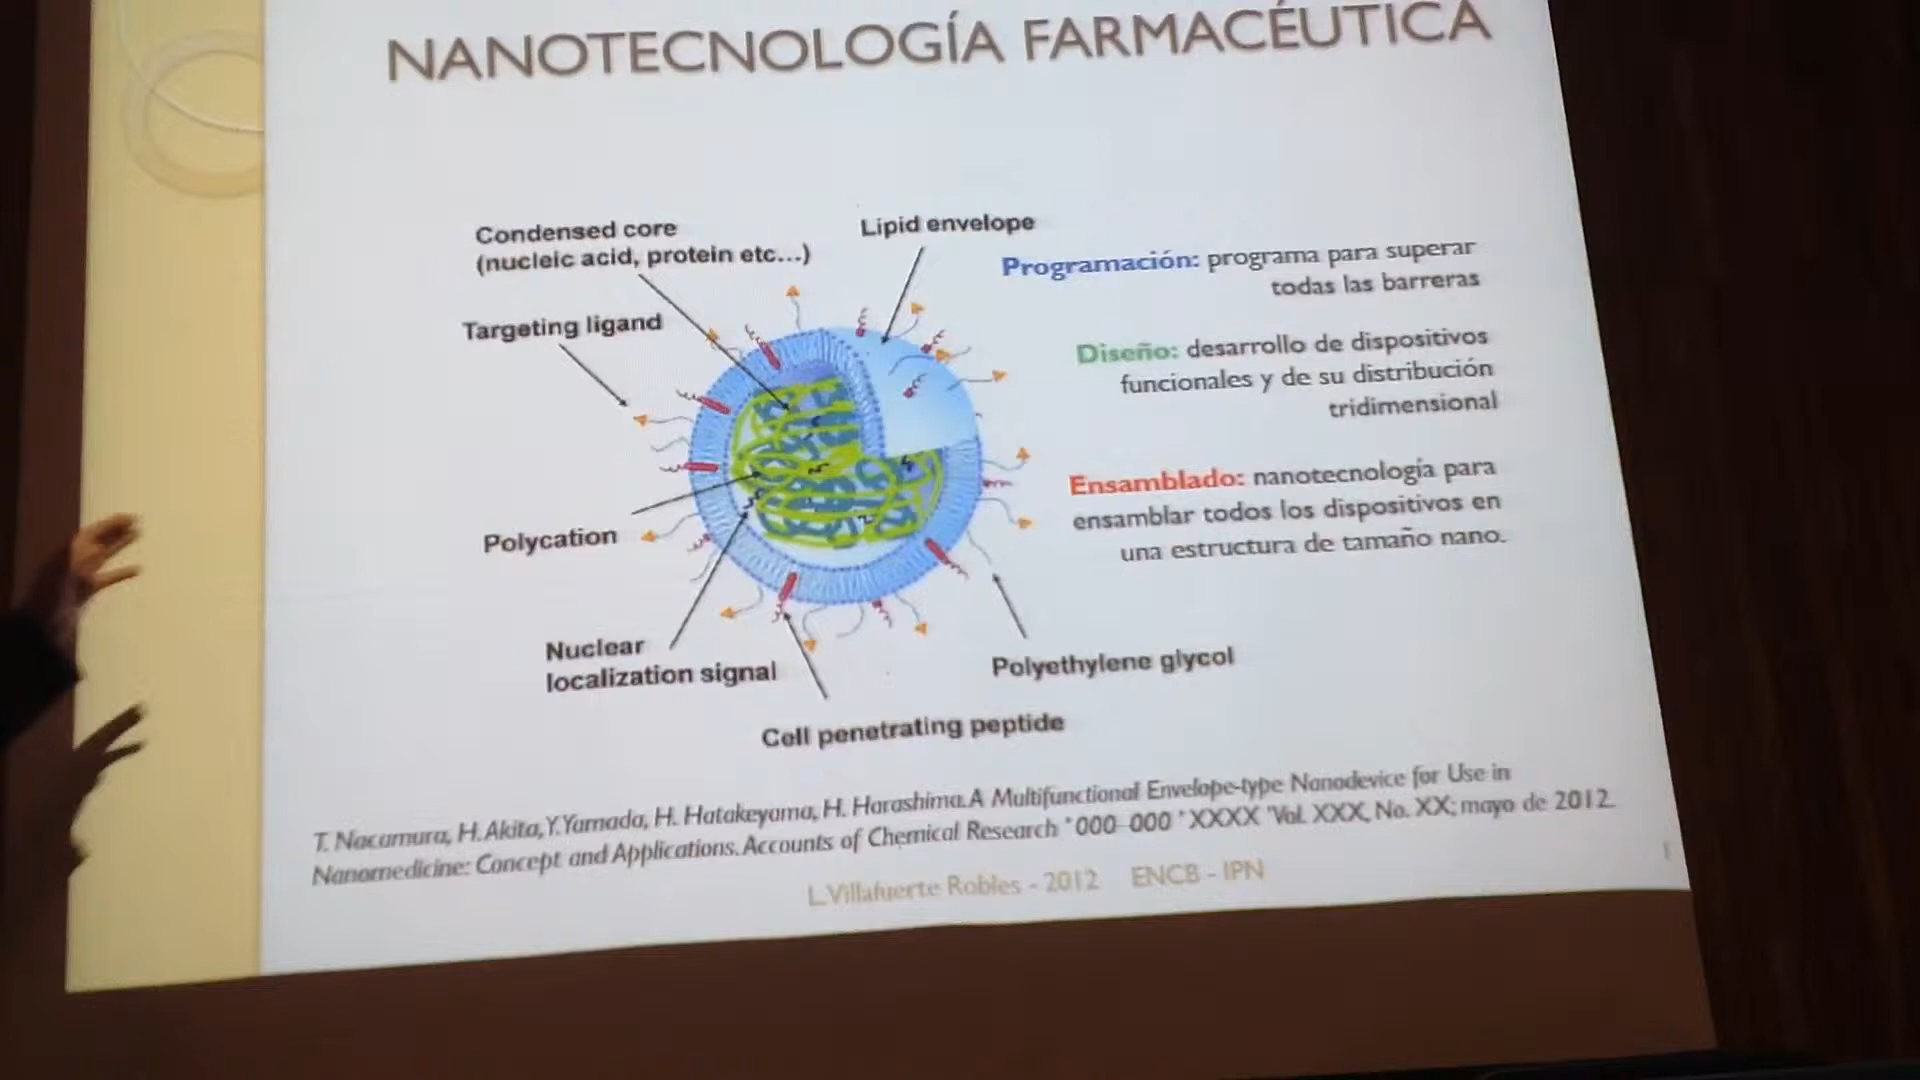 NANOTECNOLOGÍA FARMACÉUTICA
Condensed core
(nucleic acid, protein etc...)
Lipid envelope
Targeting ligand
Polycation
Nuclear
localization signal
Cell penetrating peptide
Polyethylene glycol
Programación: programa para superar
todas las barreras
Diseño: desarrollo de dispositivos
funcionales y de su distribución
tridimensional
Ensamblado: nanotecnología para
ensamblar todos los dispositivos en
una estructura de tamaño nano.
T. Nacamura, H. Akita, Y. Yamada, H. Hatakeyama, H. Harashima. A Multifunctional Envelope-type Nanodevice for Use in
Nanomedicine: Concept and Applications. Accounts of Chemical Research " 000–000 " XXXX "Vol. XXX, No. XX; mayo de 2012.
L.Villafuerte Robles - 2012 ENCB - IPN